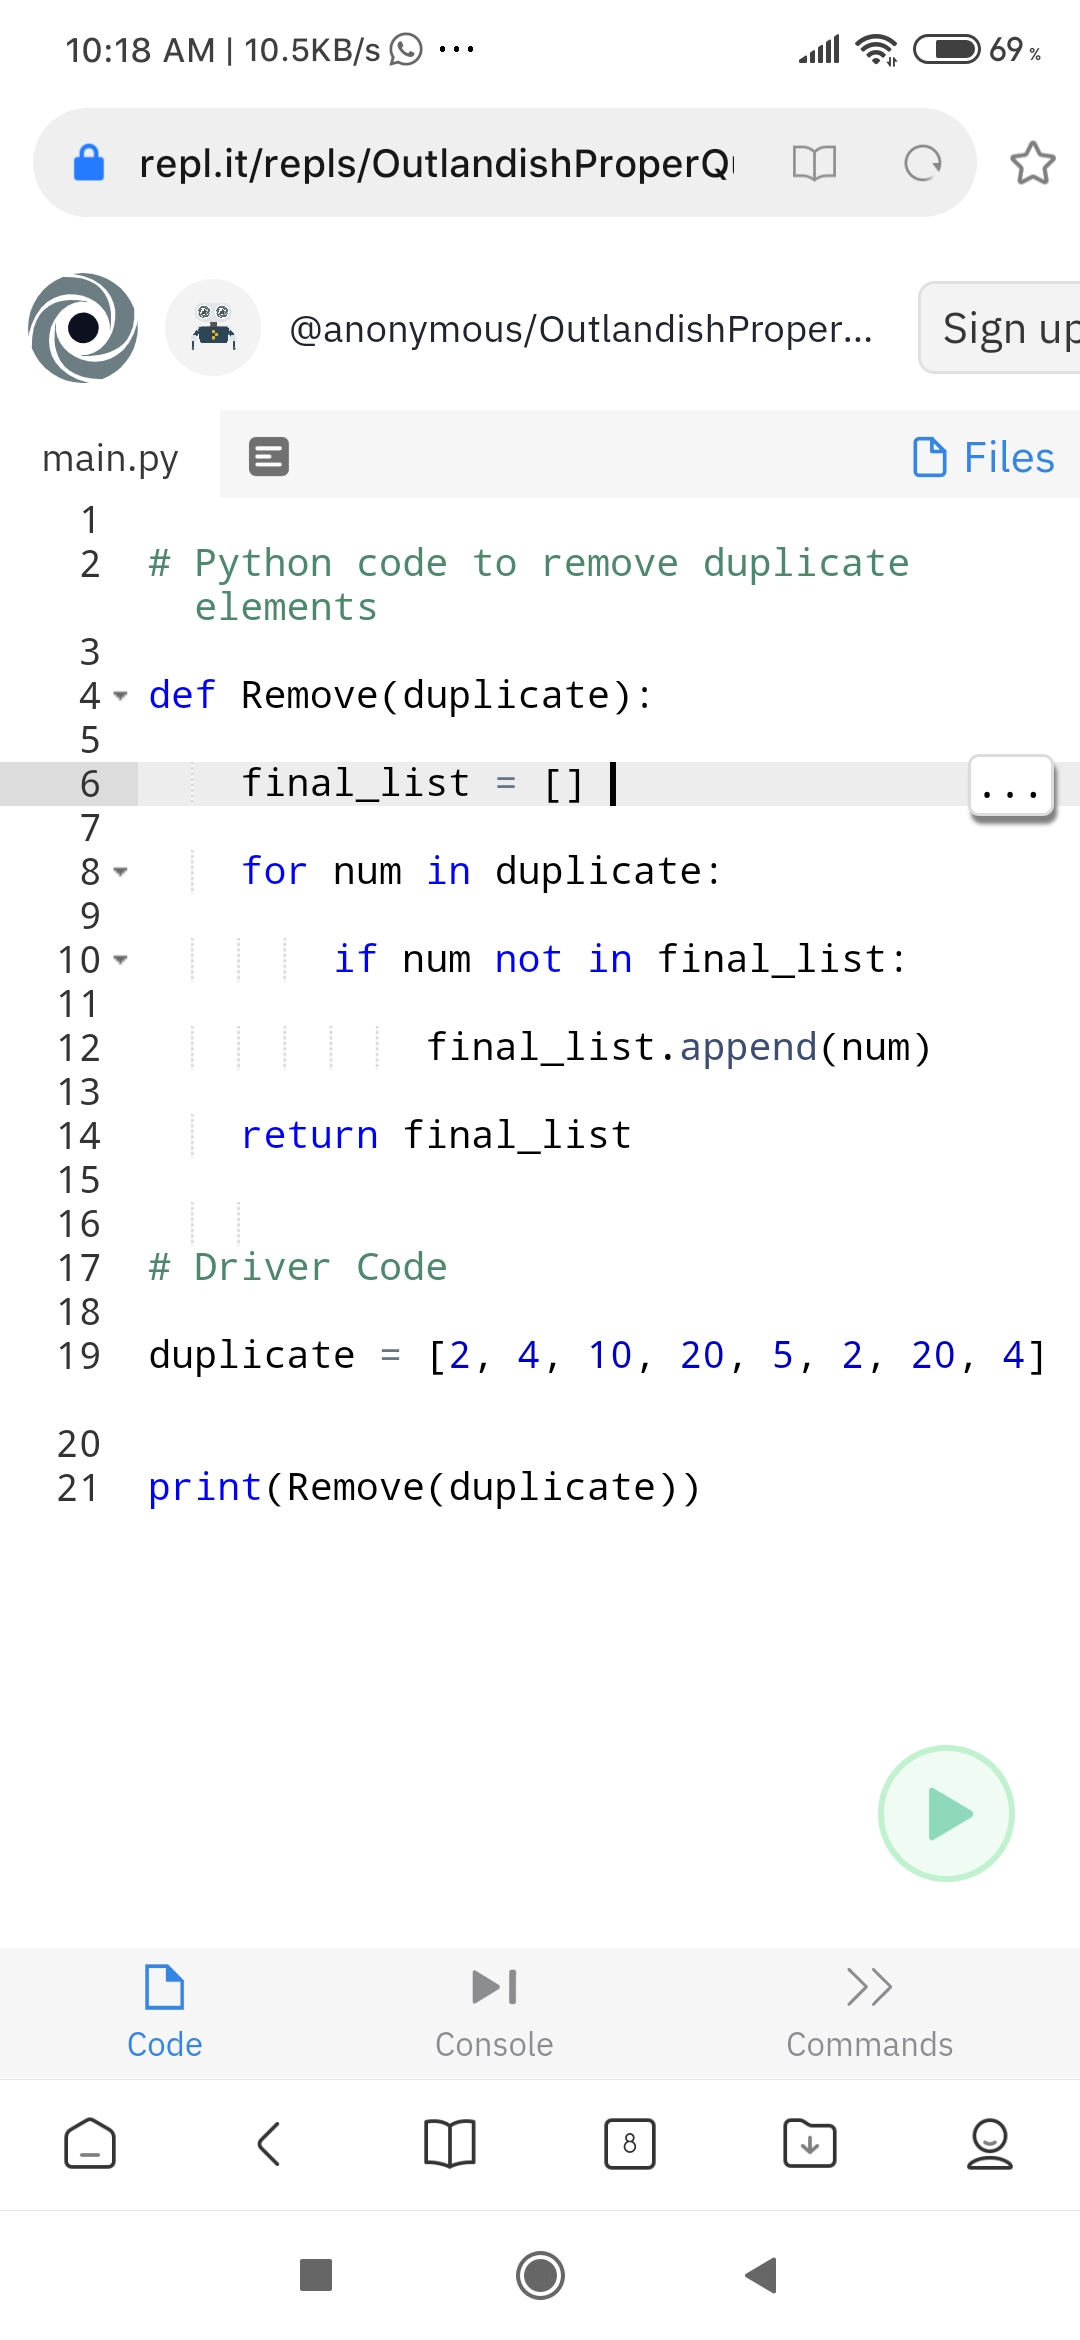 10:18 AM | 10.5KB/s ... 69 %
repl.it/repls/OutlandishProperQ
@anonymous/OutlandishProper... Sign up
main.py Files
1
2 # Python code to remove duplicate
elements
3
4 def Remove(duplicate):
5
6 final_list = [] ...
7
8 for num in duplicate:
9
10 if num not in final_list:
11
12 final_list.append(num)
13
14 return final_list
15
16
17 # Driver Code
18
19 duplicate = [2, 4, 10, 20, 5, 2, 20, 4]
20
21 print(Remove(duplicate))
Code Console Commands
8